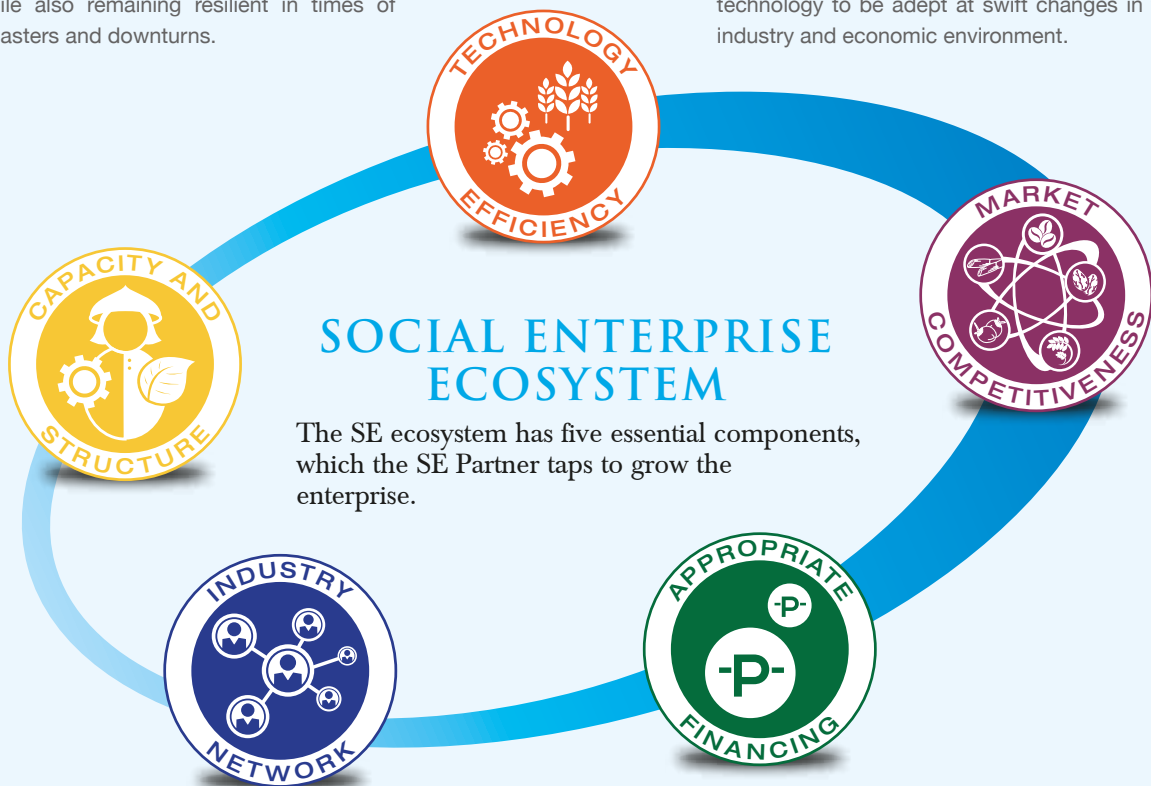 ile also remaining resilient in times of
asters and downturns.
technology to be adept at swift changes in
industry and economic environment.
TECHNOLOGY
EFFICIENCY
MARKET
COMPETITIVENESS
CAPACITY AND
STRUCTURE
SOCIAL ENTERPRISE
ECOSYSTEM
The SE ecosystem has five essential components,
which the SE Partner taps to grow the
enterprise.
INDUSTRY
NETWORK
APPROPRIATE
-P-
-P-
FINANCING